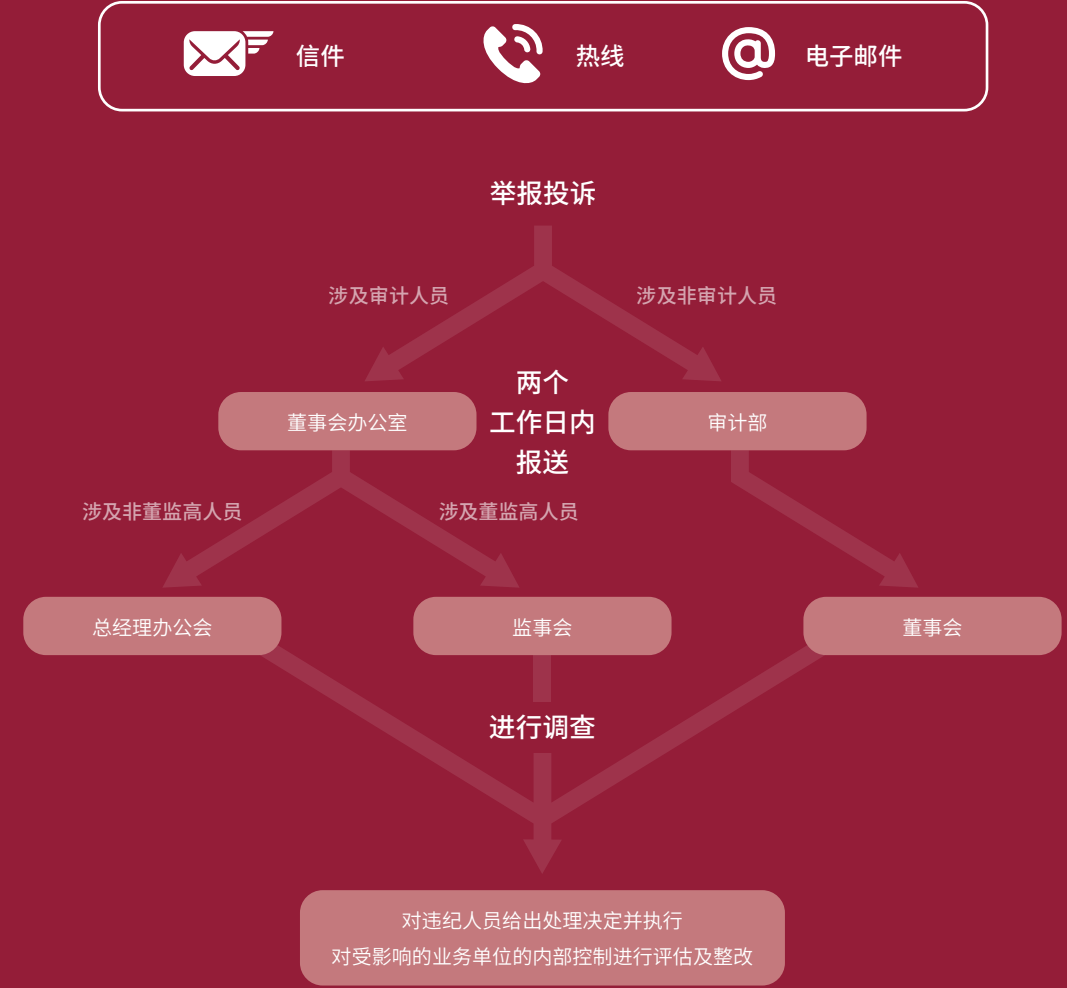 信件
热线
电子邮件
举报投诉
涉及审计人员
涉及非审计人员
两个
工作日内
报送
董事会办公室
审计部
涉及非董监高人员
涉及董监高人员
总经理办公会
监事会
董事会
进行调查
对违纪人员给出处理决定并执行
对受影响的业务单位的内部控制进行评估及整改